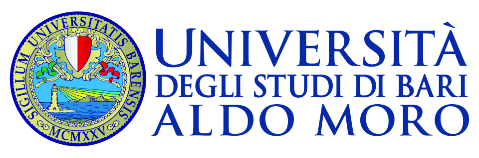 SIGILLUM UNIVERSITATIS BARENSIS
MCMXXV
UNIVERSITÀ
DEGLI STUDI DI BARI
ALDO MORO